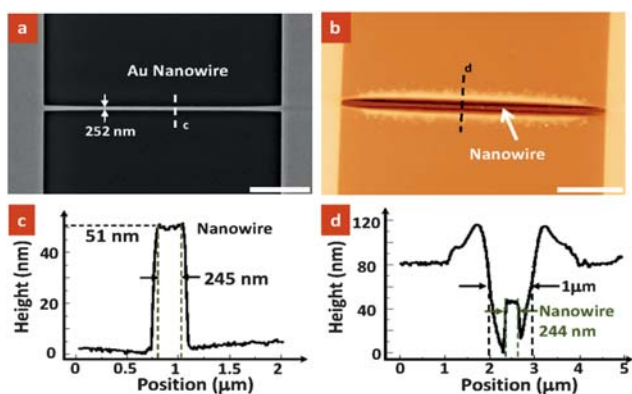 a
Au Nanowire
252 nm
c
b
d
Nanowire
c
Height (nm)
40
20
0
51 nm
Nanowire
245 nm
0
0.5
1
1.5
2
Position (μm)
d
Height (nm)
120
80
40
0
1μm
Nanowire
244 nm
0
1
2
3
4
5
Position (μm)